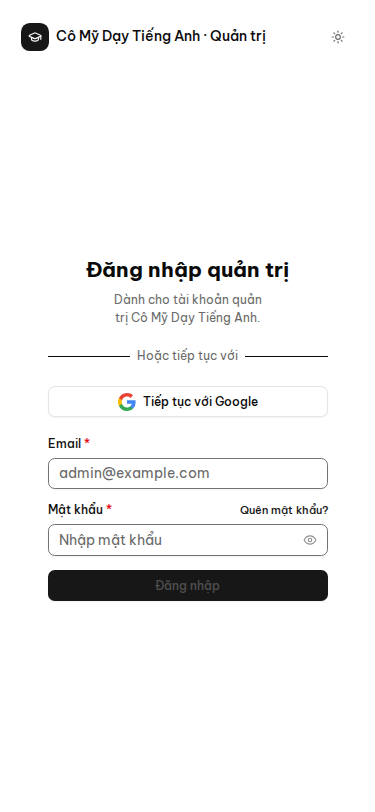 Cô Mỹ Dạy Tiếng Anh · Quản trị
Đăng nhập quản trị
Dành cho tài khoản quản
trị Cô Mỹ Dạy Tiếng Anh.
Hoặc tiếp tục với
Tiếp tục với Google
Email *
admin@example.com
Mật khẩu *
Quên mật khẩu?
Nhập mật khẩu
Đăng nhập